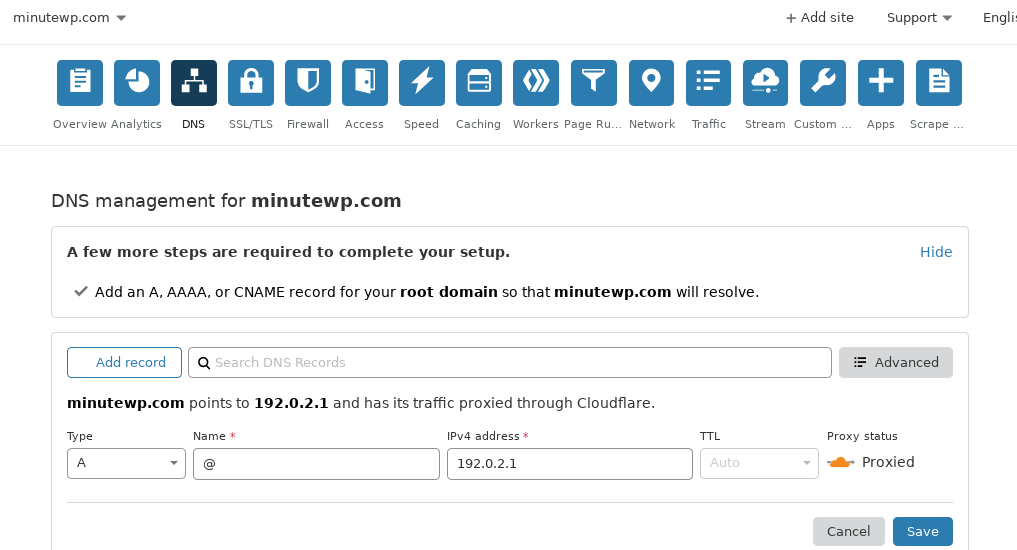 minutewp.com
+ Add site Support Englis
Overview Analytics DNS SSL/TLS Firewall Access Speed Caching Workers Page Ru... Network Traffic Stream Custom ... Apps Scrape ...
DNS management for minutewp.com
A few more steps are required to complete your setup. Hide
Add an A, AAAA, or CNAME record for your root domain so that minutewp.com will resolve.
Add record Search DNS Records Advanced
minutewp.com points to 192.0.2.1 and has its traffic proxied through Cloudflare.
Type Name * IPv4 address * TTL Proxy status
A @ 192.0.2.1 Auto Proxied
Cancel Save